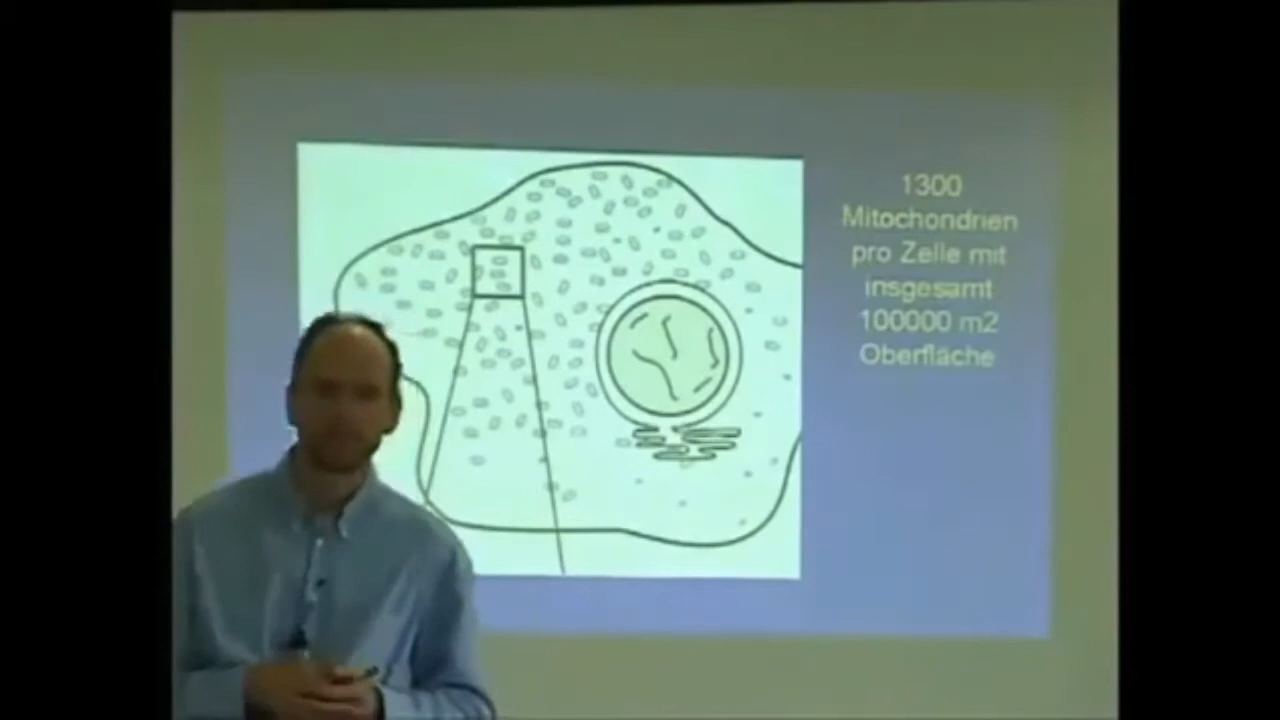 1300
Mitochondrien
pro Zelle mit
insgesamt
100000 m2
Oberfläche